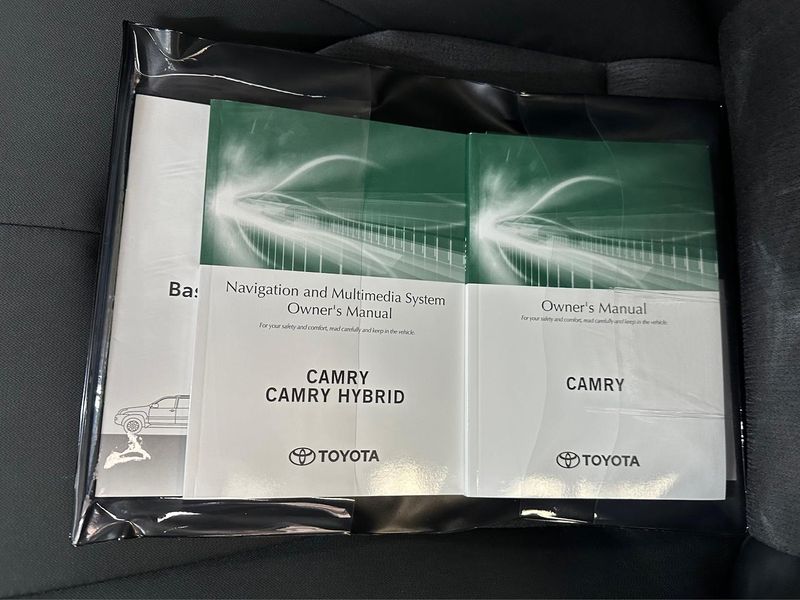 Bas
Navigation and Multimedia System
Owner's Manual
For your safety and comfort, read carefully and keep in the vehicle.
CAMRY
CAMRY HYBRID
TOYOTA
Owner's Manual
For your safety and comfort, read carefully and keep in the vehicle.
CAMRY
TOYOTA